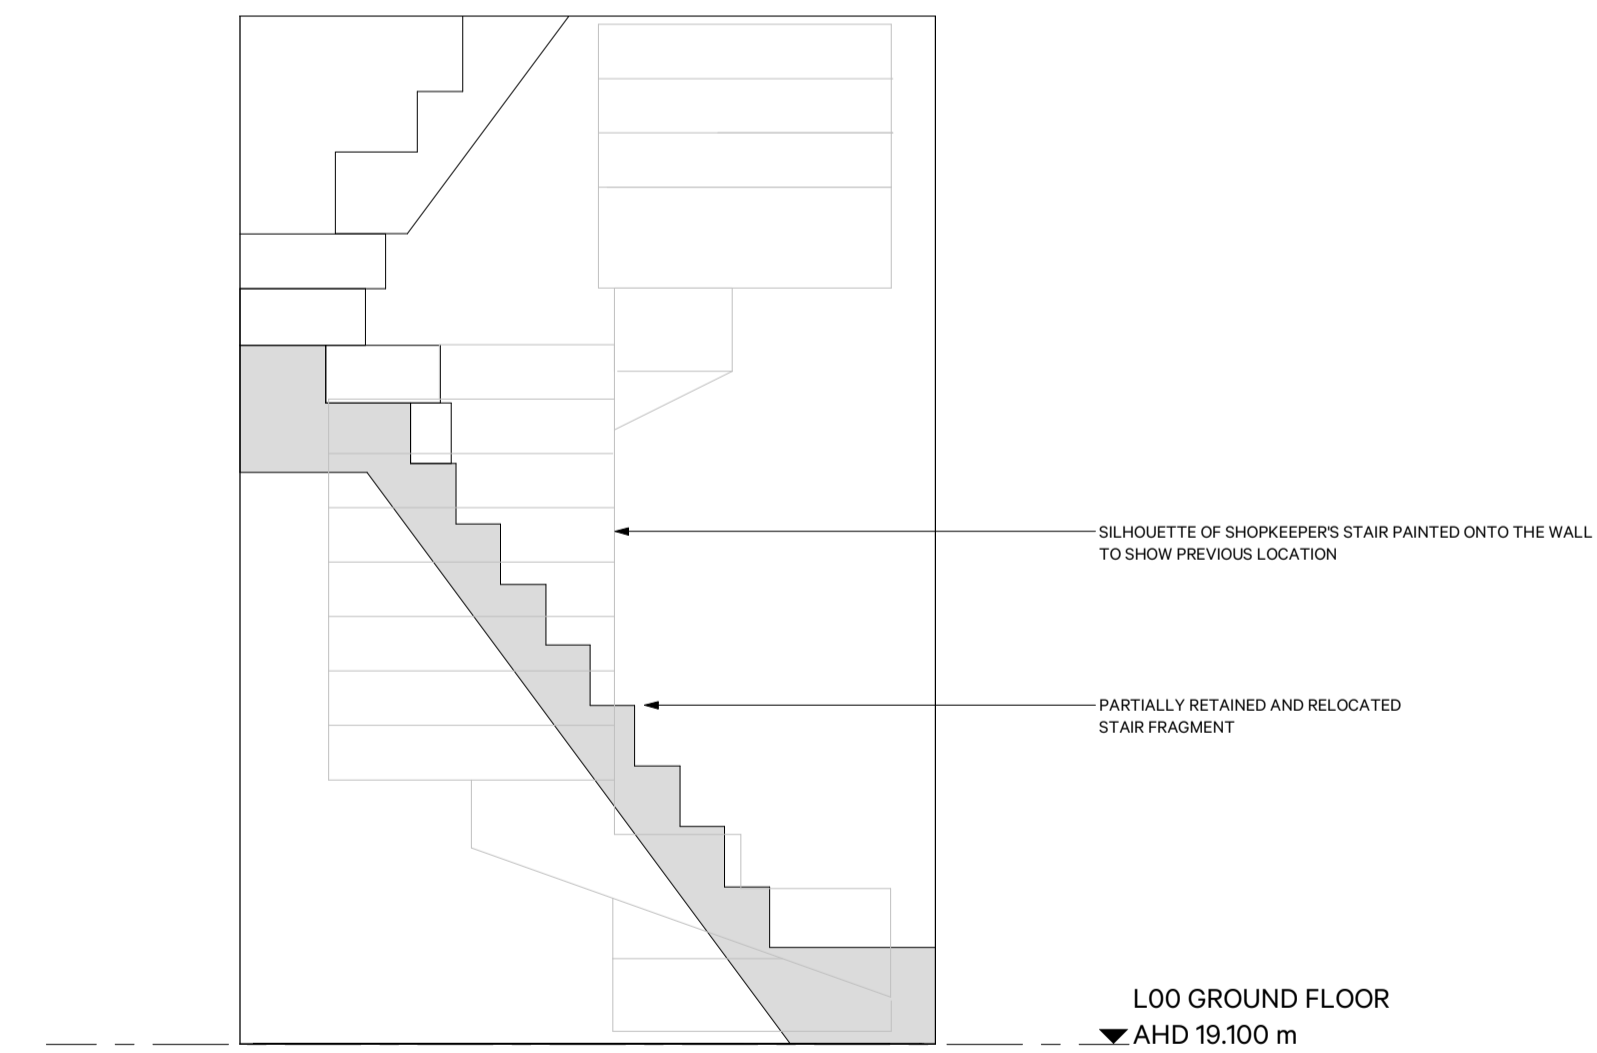 SILHOUETTE OF SHOPKEEPER'S STAIR PAINTED ONTO THE WALL
TO SHOW PREVIOUS LOCATION
PARTIALLY RETAINED AND RELOCATED
STAIR FRAGMENT
L00 GROUND FLOOR
AHD 19.100 m